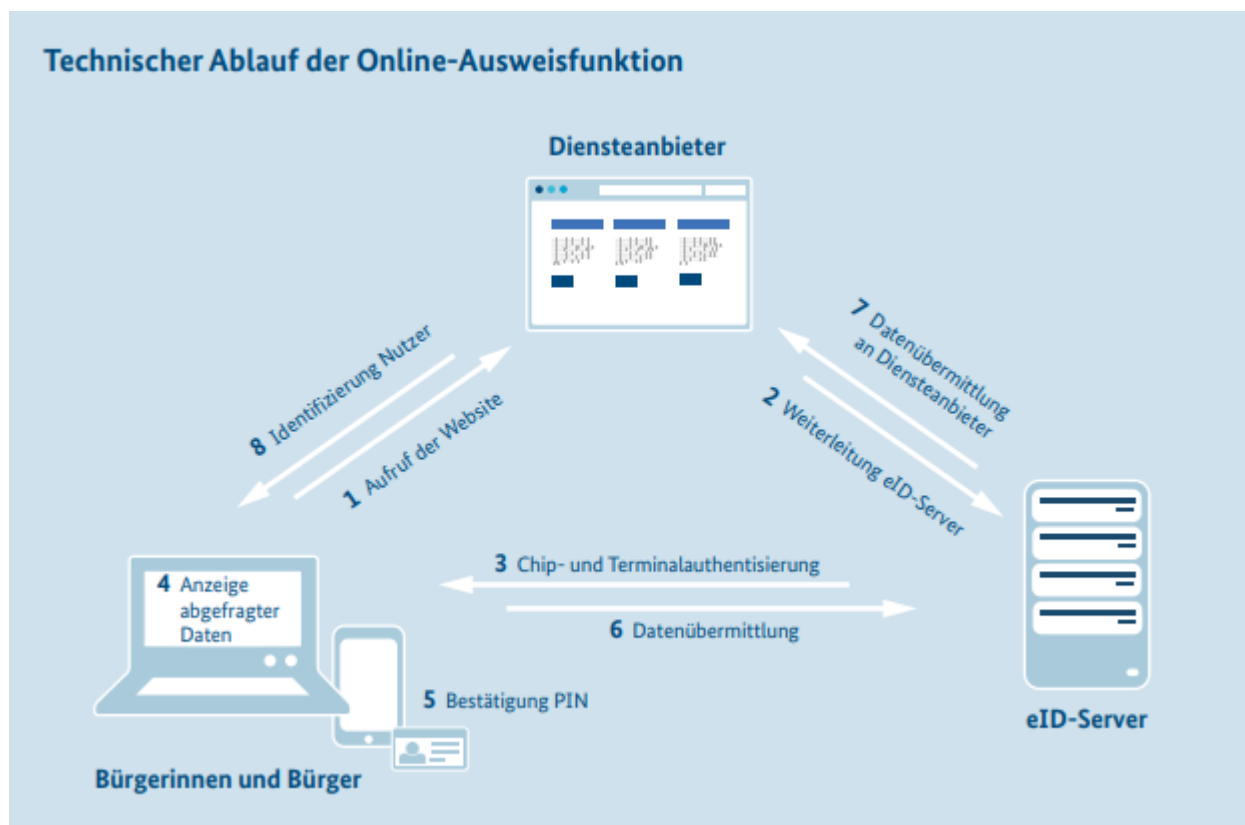 Technischer Ablauf der Online-Ausweisfunktion
Diensteanbieter
8 Identifizierung Nutzer
1 Aufruf der Website
7 Datenübermittlung
an Diensteanbieter
2 Weiterleitung eID-Server
3 Chip- und Terminalauthentisierung
4 Anzeige
abgefragter
Daten
6 Datenübermittlung
5 Bestätigung PIN
eID-Server
Bürgerinnen und Bürger